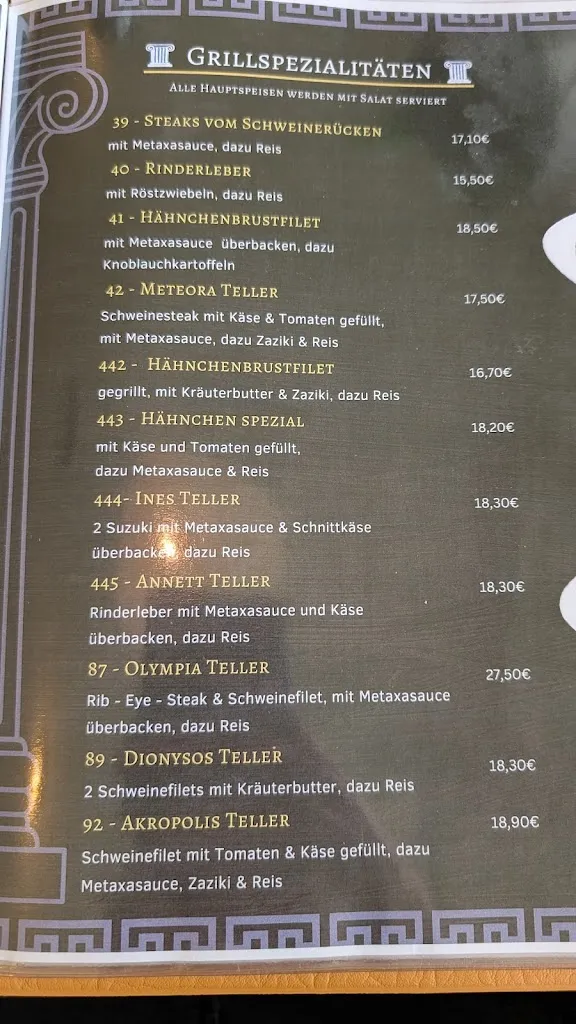 Grillspezialitäten
Alle Hauptspeisen werden mit Salat serviert
39 - Steaks vom Schweinerücken 17,10€
mit Metaxasauce, dazu Reis
40 - Rinderleber 15,50€
mit Röstzwiebeln, dazu Reis
41 - Hähnchenbrustfilet 18,50€
mit Metaxasauce überbacken, dazu
Knoblauchkartoffeln
42 - Meteora Teller 17,50€
Schweinesteak mit Käse & Tomaten gefüllt,
mit Metaxasauce, dazu Zaziki & Reis
442 - Hähnchenbrustfilet 16,70€
gegrillt, mit Kräuterbutter & Zaziki, dazu Reis
443 - Hähnchen spezial 18,20€
mit Käse und Tomaten gefüllt,
dazu Metaxasauce & Reis
444- Ines Teller 18,30€
2 Suzuki mit Metaxasauce & Schnittkäse
überbacken, dazu Reis
445 - Annett Teller 18,30€
Rinderleber mit Metaxasauce und Käse
überbacken, dazu Reis
87 - Olympia Teller 27,50€
Rib - Eye - Steak & Schweinefilet, mit Metaxasauce
überbacken, dazu Reis
89 - Dionysos Teller 18,30€
2 Schweinefilets mit Kräuterbutter, dazu Reis
92 - Akropolis Teller 18,90€
Schweinefilet mit Tomaten & Käse gefüllt, dazu
Metaxasauce, Zaziki & Reis